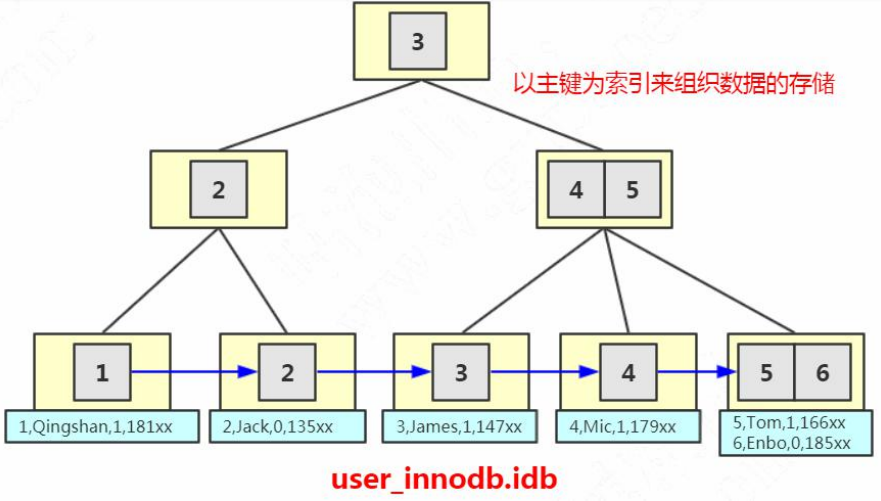 3
以主键为索引来组织数据的存储
2
4 5
1 2 3 4 5 6
1,Qingshan,1,181xx
2,Jack,0,135xx
3,James,1,147xx
4,Mic,1,179xx
5,Tom,1,166xx
6,Enbo,0,185xx
user_innodb.idb